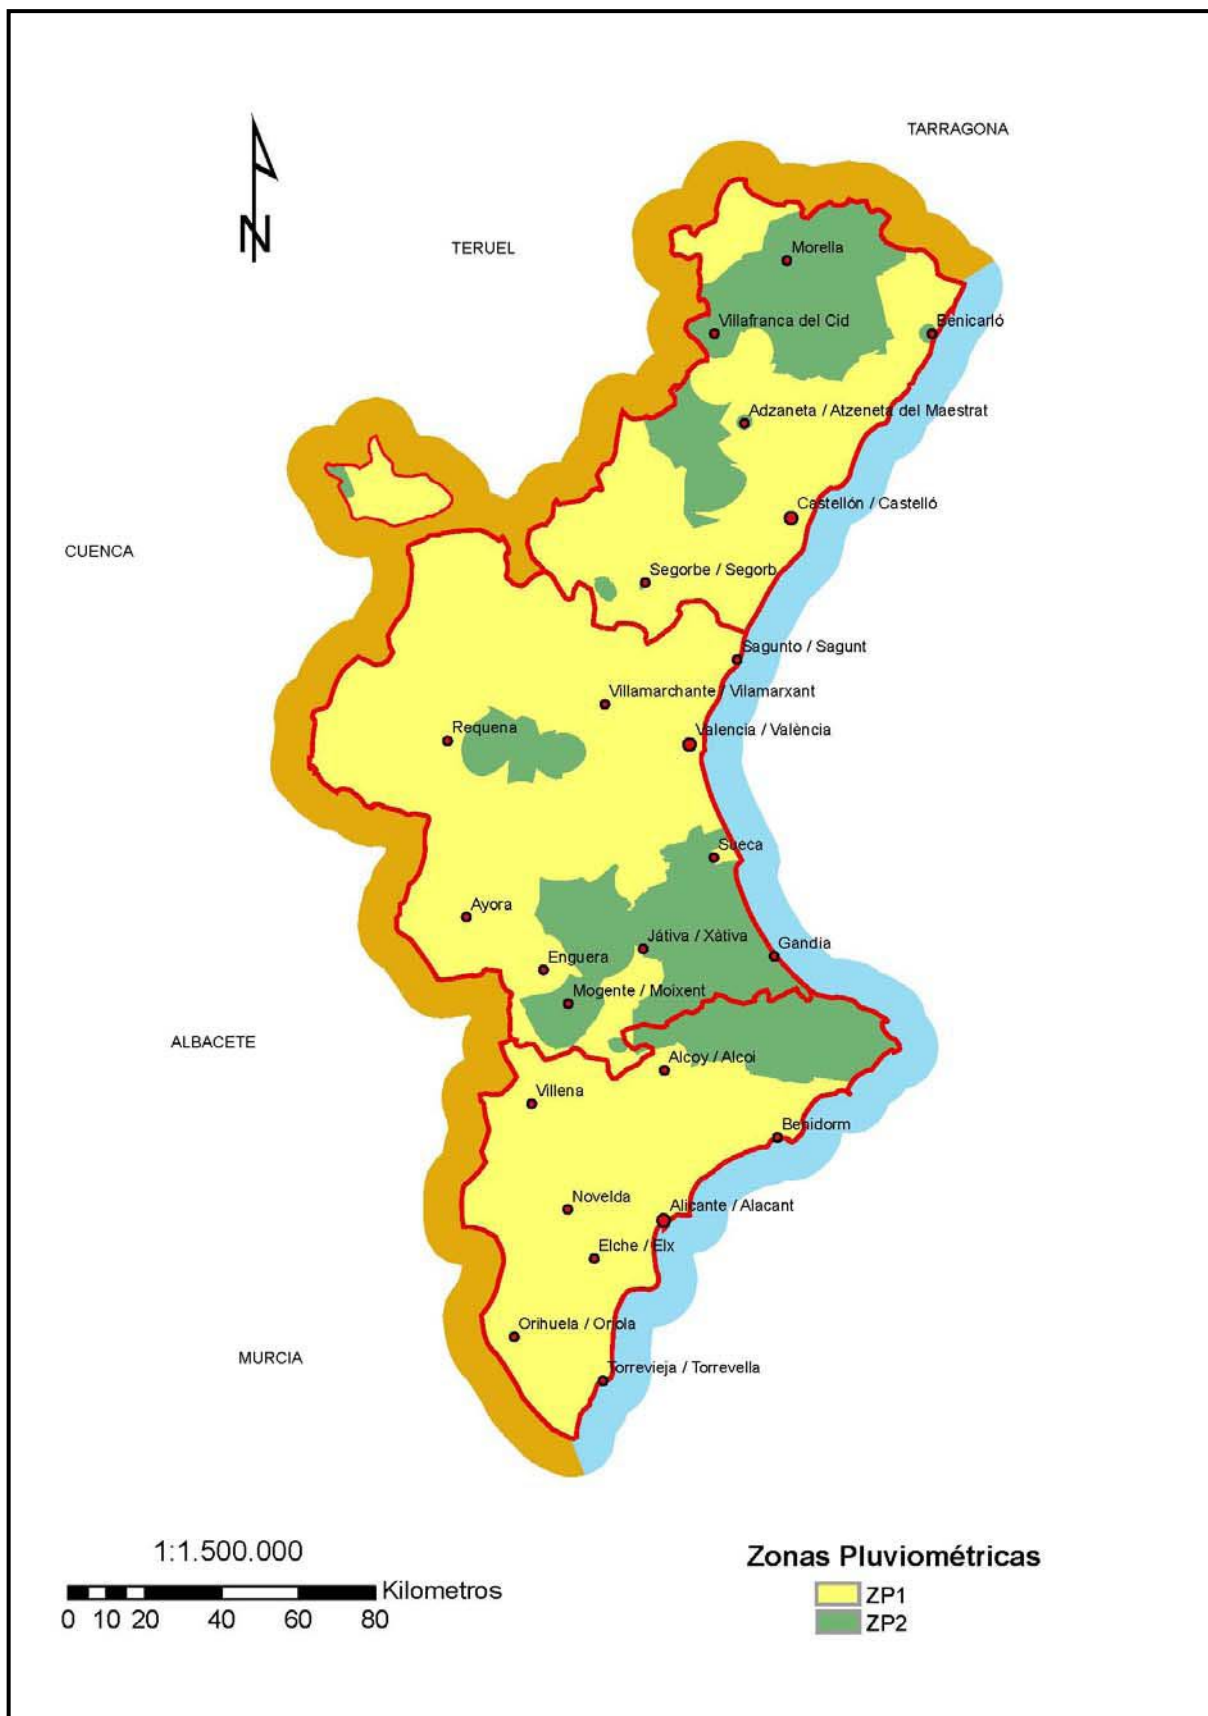 TARRAGONA
N
TERUEL
Morella
Villafranca del Cid
Benicarló
Adzaneta / Atzeneta del Maestrat
Castellón / Castelló
CUENCA
Segorbe / Segorb
Sagunto / Sagunt
Villamarchante / Vilamarxant
Requena
Valencia / València
Sueca
Ayora
Játiva / Xàtiva
Gandia
Enguera
Mogente / Moixent
ALBACETE
Alcoy / Alcoi
Villena
Benidorm
Novelda
Alicante / Alacant
Elche / Elx
Orihuela / Oriola
MURCIA
Torrevieja / Torrevella
1:1.500.000
Kilometros
0 10 20 40 60 80
Zonas Pluviométricas
ZP1
ZP2